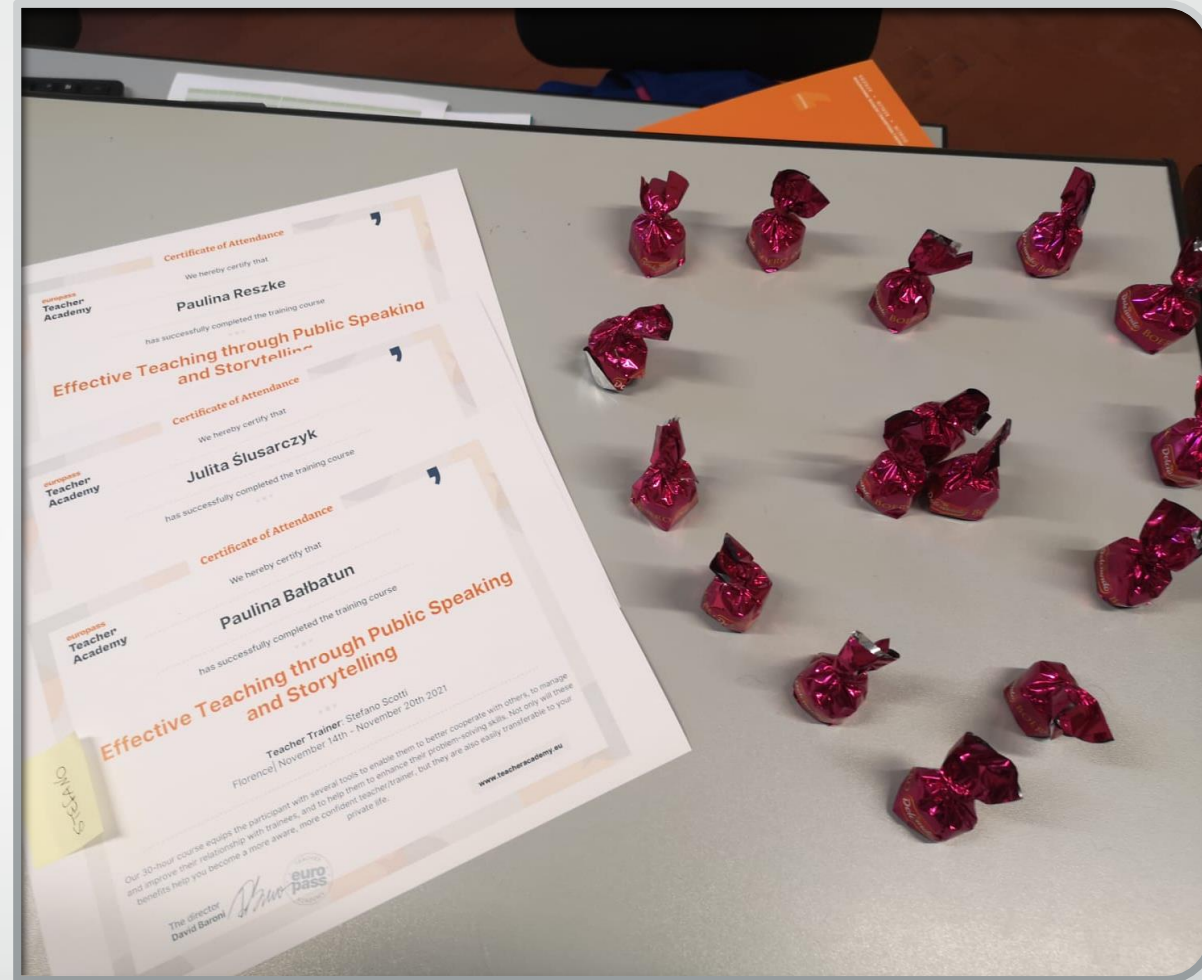 Certificate of Attendance
We hereby certify that
europass
Teacher
Academy
Paulina Reszke
has successfully completed the training course
Effective Teaching through Public Speaking
and Storytelling
Certificate of Attendance
We hereby certify that
europass
Teacher
Academy
Julita Ślusarczyk
has successfully completed the training course
Certificate of Attendance
We hereby certify that
europass
Teacher
Academy
Paulina Bałbatun
has successfully completed the training course
Effective Teaching through Public Speaking
and Storytelling
Teacher Trainer: Stefano Scotti
Florence| November 14th - November 20th 2021
Our 30-hour course equips the participant with several tools to enable them to better cooperate with others, to manage
and improve their relationship with trainees, and to help them to enhance their problem-solving skills. Not only will these
benefits help you become a more aware, more confident teacher/trainer, but they are also easily transferable to your
private life.
www.teacheracademy.eu
The director
David Baroni
euro
pass
STEFANO